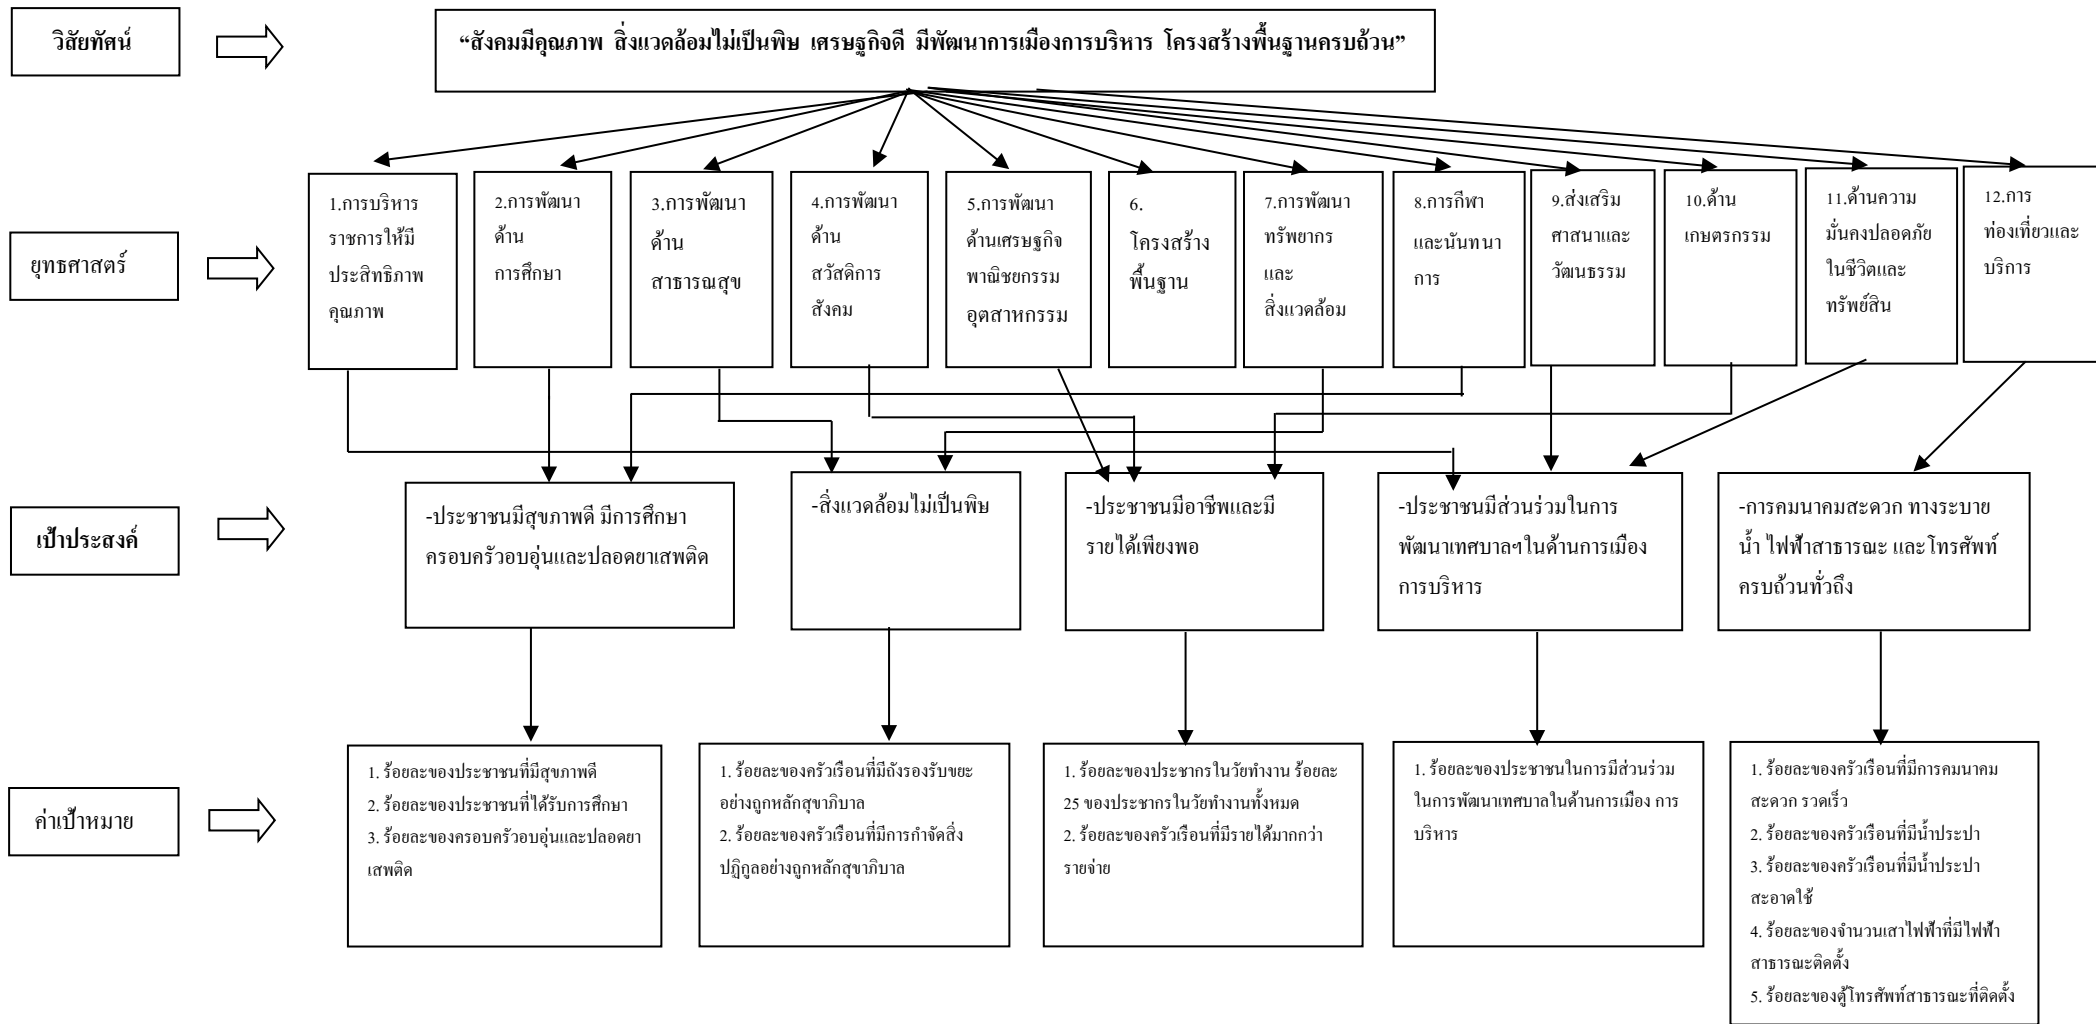 วิสัยทัศน์
“สังคมมีคุณภาพ สิ่งแวดล้อมไม่เป็นพิษ เศรษฐกิจดี มีพัฒนาการเมืองการบริหาร โครงสร้างพื้นฐานครบถ้วน”
ยุทธศาสตร์
1.การบริหาร
ราชการให้มี
ประสิทธิภาพ
คุณภาพ
2.การพัฒนา
ด้าน
การศึกษา
3.การพัฒนา
ด้าน
สาธารณสุข
4.การพัฒนา
ด้าน
สวัสดิการ
สังคม
5.การพัฒนา
ด้านเศรษฐกิจ
พาณิชยกรรม
อุตสาหกรรม
6.
โครงสร้าง
พื้นฐาน
7.การพัฒนา
ทรัพยากร
และ
สิ่งแวดล้อม
8.การกีฬา
และนันทนา
การ
9.ส่งเสริม
ศาสนาและ
วัฒนธรรม
10.ด้าน
เกษตรกรรม
11.ด้านความ
มั่นคงปลอดภัย
ในชีวิตและ
ทรัพย์สิน
12.การ
ท่องเที่ยวและ
บริการ
เป้าประสงค์
-ประชาชนมีสุขภาพดี มีการศึกษา
ครอบครัวอบอุ่นและปลอดยาเสพติด
-สิ่งแวดล้อมไม่เป็นพิษ
-ประชาชนมีอาชีพและมี
รายได้เพียงพอ
-ประชาชนมีส่วนร่วมในการ
พัฒนาเทศบาลฯในด้านการเมือง
การบริหาร
-การคมนาคมสะดวก ทางระบาย
น้ำ ไฟฟ้าสาธารณะ และโทรศัพท์
ครบถ้วนทั่วถึง
ค่าเป้าหมาย
1. ร้อยละของประชาชนที่มีสุขภาพดี
2. ร้อยละของประชาชนที่ได้รับการศึกษา
3. ร้อยละของครอบครัวอบอุ่นและปลอดยา
เสพติด
1. ร้อยละของครัวเรือนที่มีถังรองรับขยะ
อย่างถูกหลักสุขาภิบาล
2. ร้อยละของครัวเรือนที่มีการกำจัดสิ่ง
ปฏิกูลอย่างถูกหลักสุขาภิบาล
1. ร้อยละของประชากรในวัยทำงาน ร้อยละ
25 ของประชากรในวัยทำงานทั้งหมด
2. ร้อยละของครัวเรือนที่มีรายได้มากกว่า
รายจ่าย
1. ร้อยละของประชาชนในการมีส่วนร่วม
ในการพัฒนาเทศบาลในด้านการเมือง การ
บริหาร
1. ร้อยละของครัวเรือนที่มีการคมนาคม
สะดวก รวดเร็ว
2. ร้อยละของครัวเรือนที่มีน้ำประปา
3. ร้อยละของครัวเรือนที่มีน้ำประปา
สะอาดใช้
4. ร้อยละของจำนวนเสาไฟฟ้าที่มีไฟฟ้า
สาธารณะติดตั้ง
5. ร้อยละของตู้โทรศัพท์สาธารณะที่ติดตั้ง